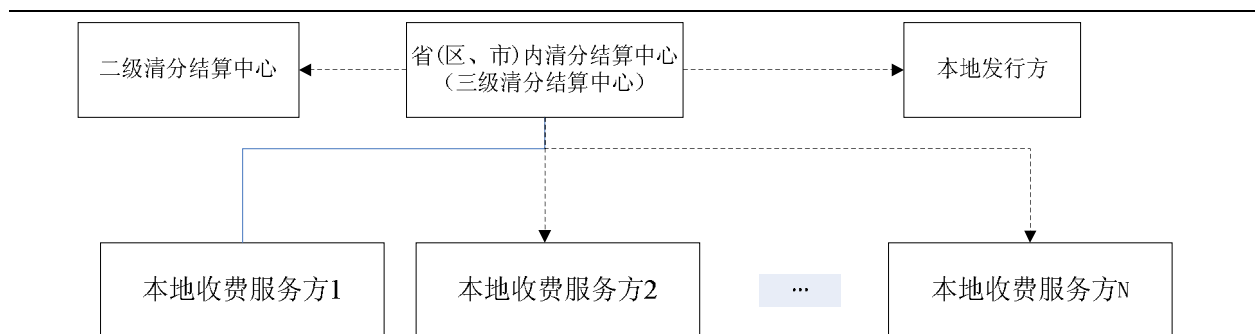 二级清分结算中心
省(区、市)内清分结算中心
（三级清分结算中心）
本地发行方
本地收费服务方1
本地收费服务方2
…
本地收费服务方N